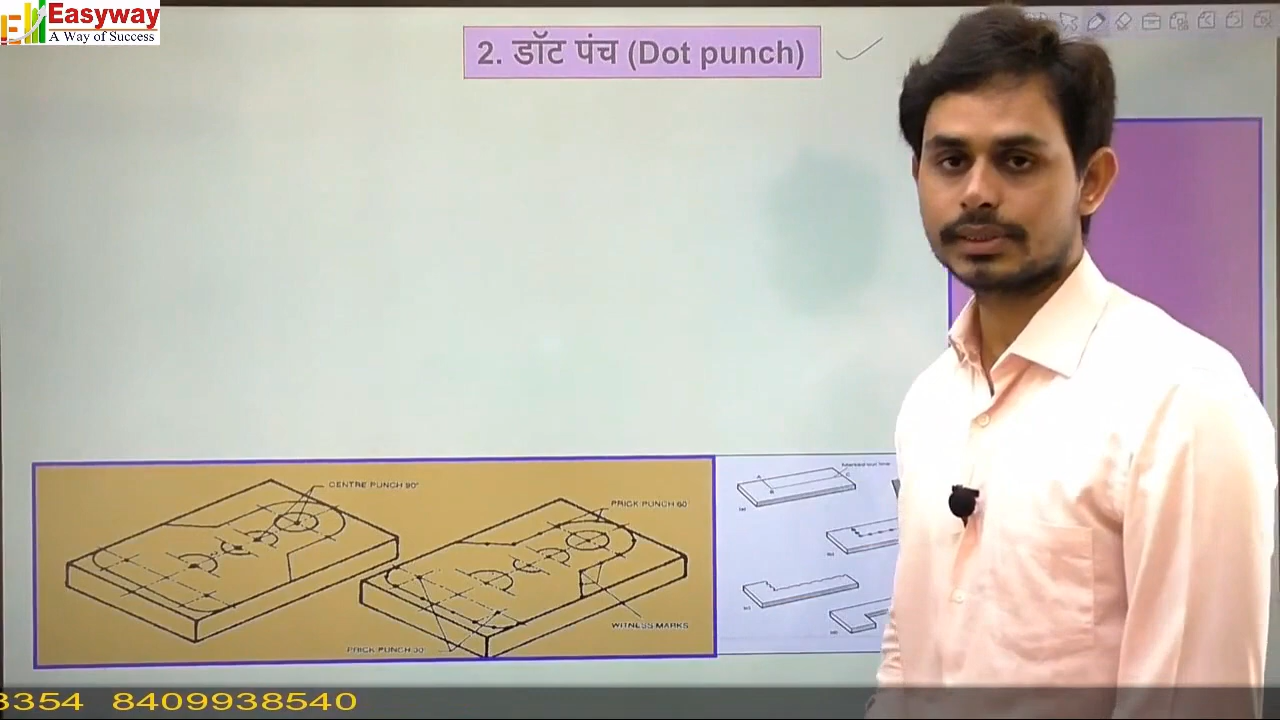 Easyway
A Way of Success
2. डॉट पंच (Dot punch)
CENTRE PUNCH 90°
PRICK PUNCH 60°
WITNESS MARKS
PRICK PUNCH 30°
3354 8409938540